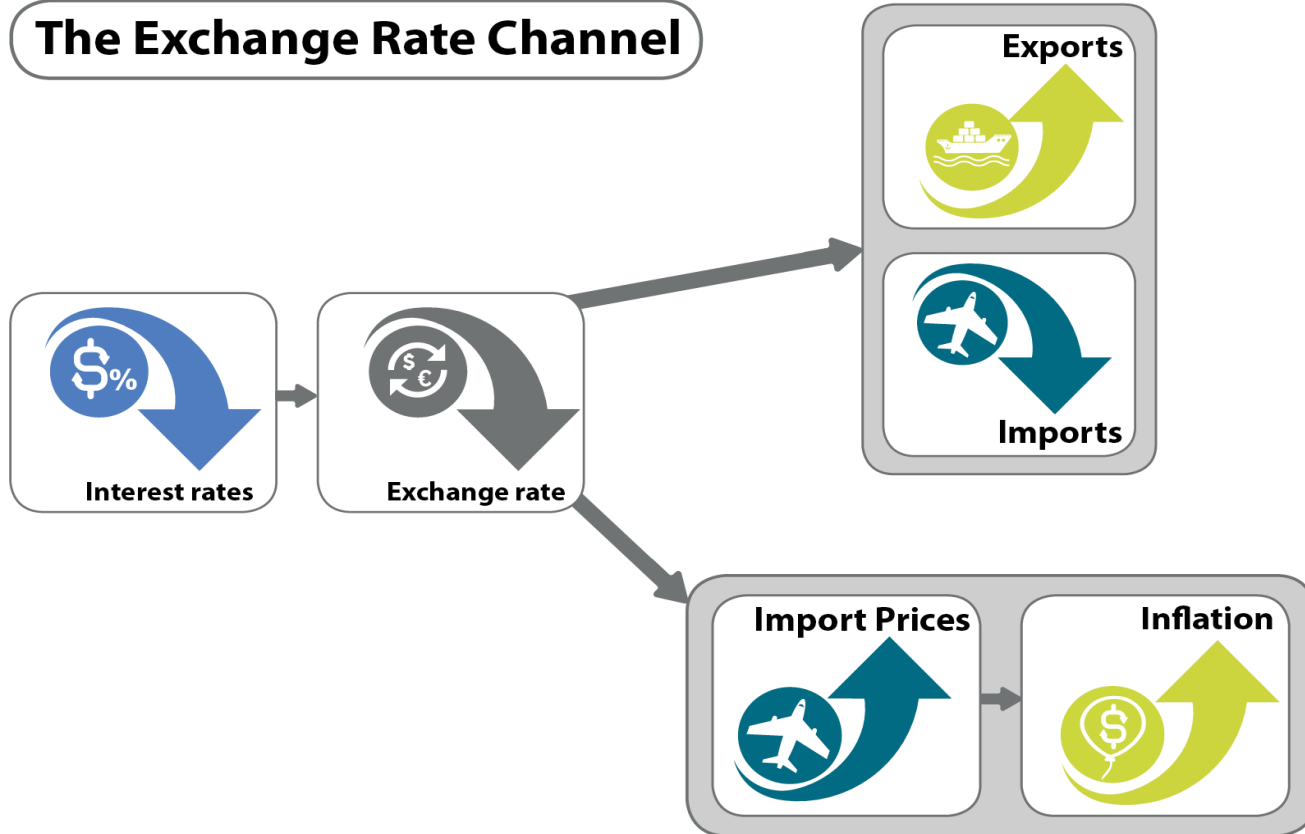 The Exchange Rate Channel
Exports
Imports
$%
Interest rates
$
€
Exchange rate
Import Prices
Inflation
$